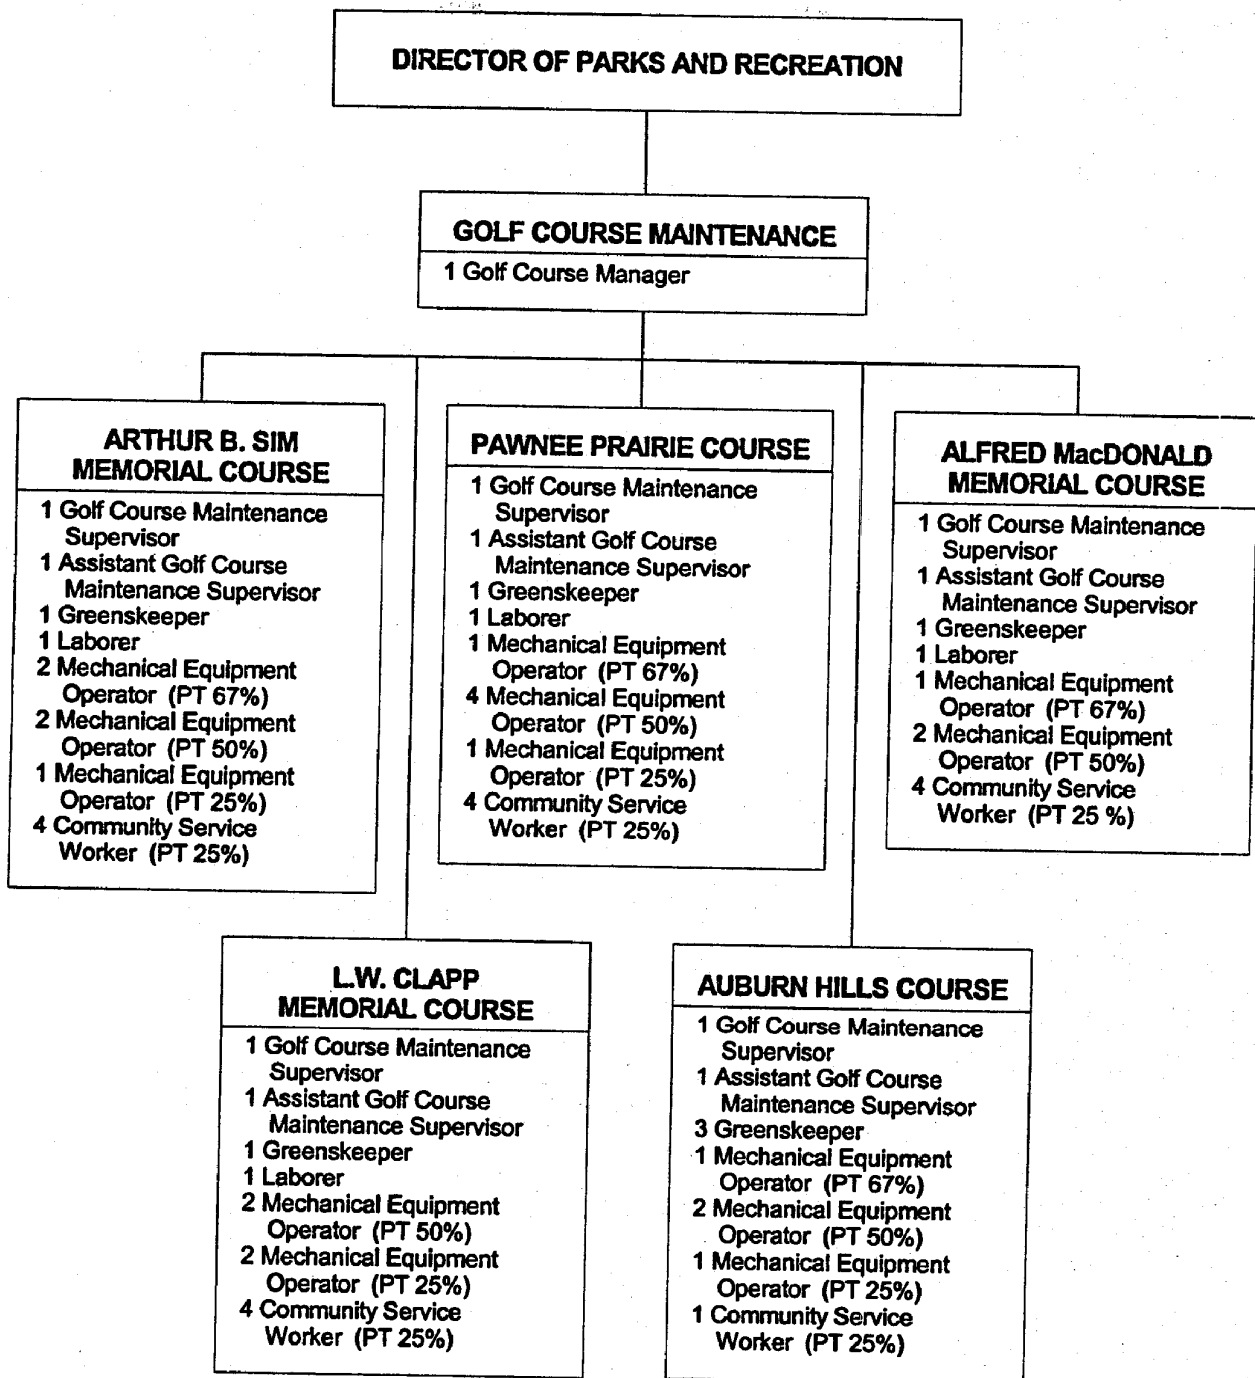 DIRECTOR OF PARKS AND RECREATION
GOLF COURSE MAINTENANCE
1 Golf Course Manager
ARTHUR B. SIM
MEMORIAL COURSE
1 Golf Course Maintenance
Supervisor
1 Assistant Golf Course
Maintenance Supervisor
1 Greenskeeper
1 Laborer
2 Mechanical Equipment
Operator (PT 67%)
2 Mechanical Equipment
Operator (PT 50%)
1 Mechanical Equipment
Operator (PT 25%)
4 Community Service
Worker (PT 25%)
PAWNEE PRAIRIE COURSE
1 Golf Course Maintenance
Supervisor
1 Assistant Golf Course
Maintenance Supervisor
1 Greenskeeper
1 Laborer
1 Mechanical Equipment
Operator (PT 67%)
4 Mechanical Equipment
Operator (PT 50%)
1 Mechanical Equipment
Operator (PT 25%)
4 Community Service
Worker (PT 25%)
ALFRED MacDONALD
MEMORIAL COURSE
1 Golf Course Maintenance
Supervisor
1 Assistant Golf Course
Maintenance Supervisor
1 Greenskeeper
1 Laborer
1 Mechanical Equipment
Operator (PT 67%)
2 Mechanical Equipment
Operator (PT 50%)
4 Community Service
Worker (PT 25 %)
L.W. CLAPP
MEMORIAL COURSE
1 Golf Course Maintenance
Supervisor
1 Assistant Golf Course
Maintenance Supervisor
1 Greenskeeper
1 Laborer
2 Mechanical Equipment
Operator (PT 50%)
2 Mechanical Equipment
Operator (PT 25%)
4 Community Service
Worker (PT 25%)
AUBURN HILLS COURSE
1 Golf Course Maintenance
Supervisor
1 Assistant Golf Course
Maintenance Supervisor
3 Greenskeeper
1 Mechanical Equipment
Operator (PT 67%)
2 Mechanical Equipment
Operator (PT 50%)
1 Mechanical Equipment
Operator (PT 25%)
1 Community Service
Worker (PT 25%)